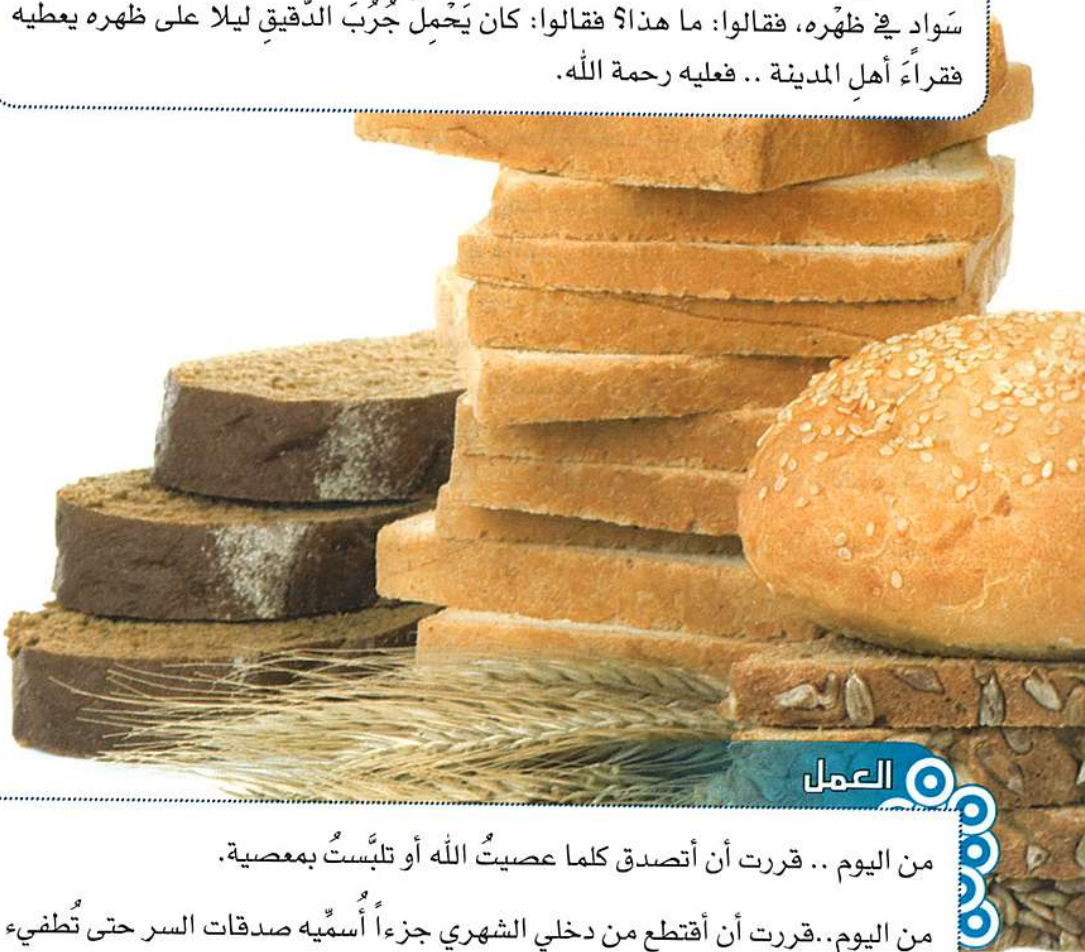 سَواد في ظهْره، فقالوا: ما هذا؟ فقالوا: كان يَحْمِلُ جُرُبَ الدَّقيقِ ليلا على ظهره يعطيه
فقراءَ أهلِ المدينة .. فعليه رحمة الله.
العمل
من اليوم .. قررت أن أتصدق كلما عصيتُ الله أو تلبَّستُ بمعصية.
من اليوم..قررت أن أقتطع من دخلي الشهري جزءاً أُسمِّيه صدقات السر حتى تُطفيء